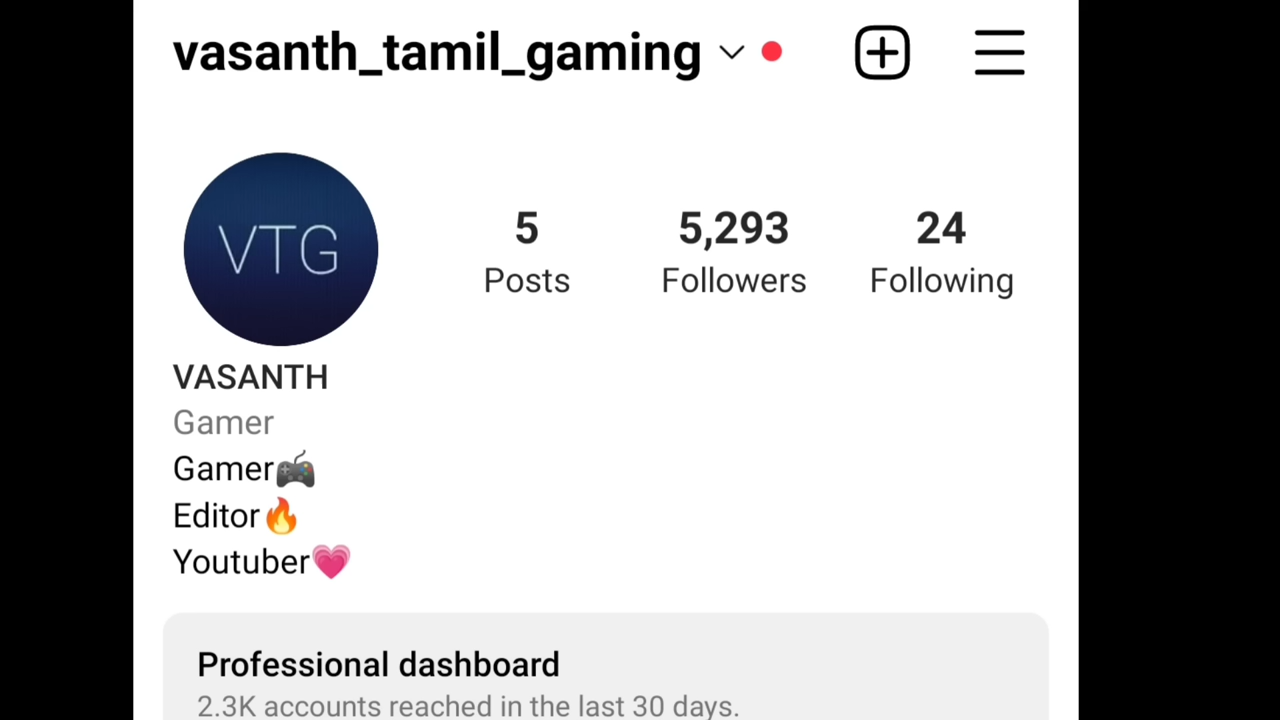 vasanth_tamil_gaming
VTG
5 5,293 24
Posts Followers Following
VASANTH
Gamer
Gamer🎮
Editor🔥
Youtuber💗
Professional dashboard
2.3K accounts reached in the last 30 days.